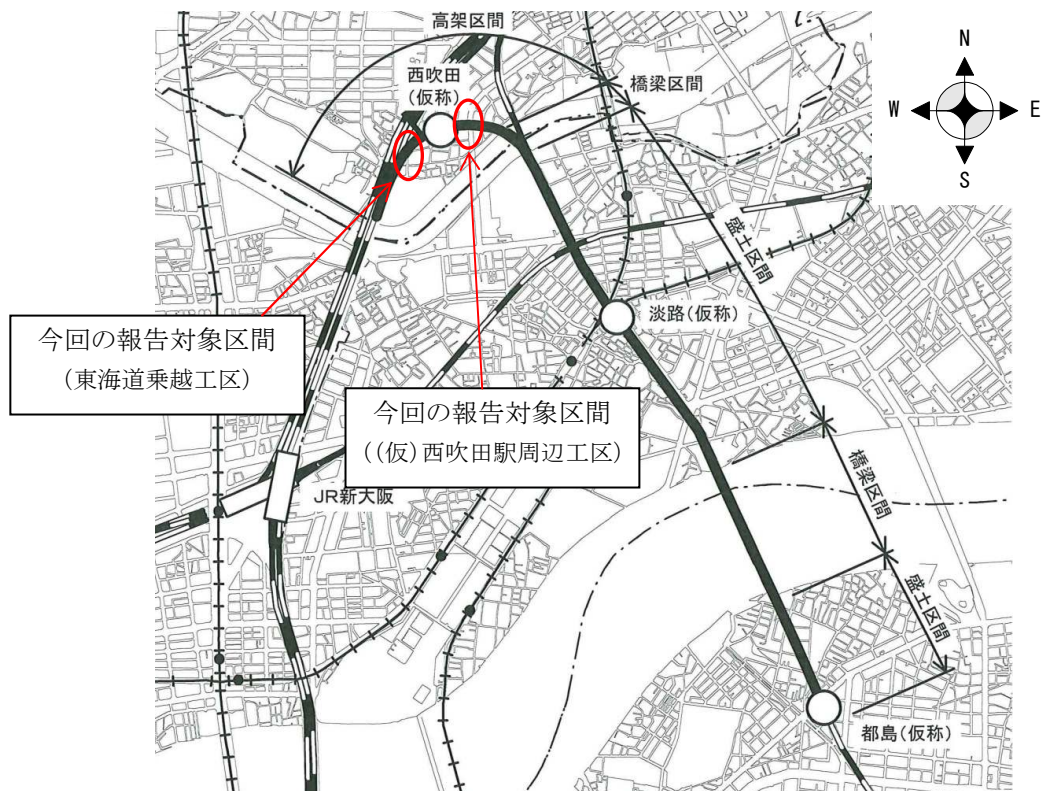 高架区間
西吹田
(仮称)
橋梁区間
N
W
E
S
盛土区間
淡路(仮称)
今回の報告対象区間
(東海道乗越工区)
今回の報告対象区間
((仮)西吹田駅周辺工区)
JR新大阪
橋梁区間
盛土区間
都島(仮称)